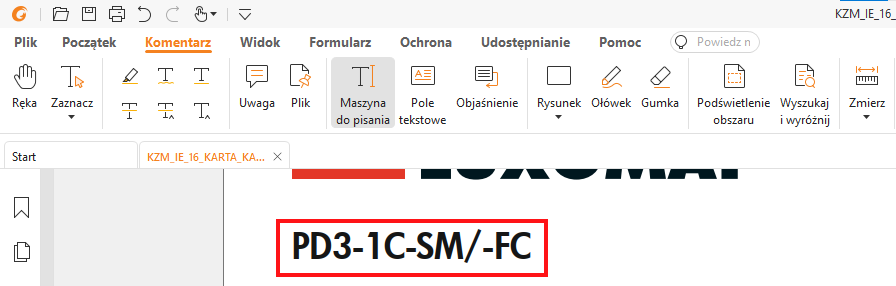 KZM_IE_16_
Plik Początek Komentarz Widok Formularz Ochrona Udostępnianie Pomoc Powiedz n
Ręka Zaznacz Uwaga Plik Maszyna do pisania Pole tekstowe Objaśnienie Rysunek Ołówek Gumka Podświetlenie obszaru Wyszukaj i wyróżnij Zmierz
Start KZM_IE_16_KARTA_KA...
LUXOMAT
PD3-1C-SM/-FC